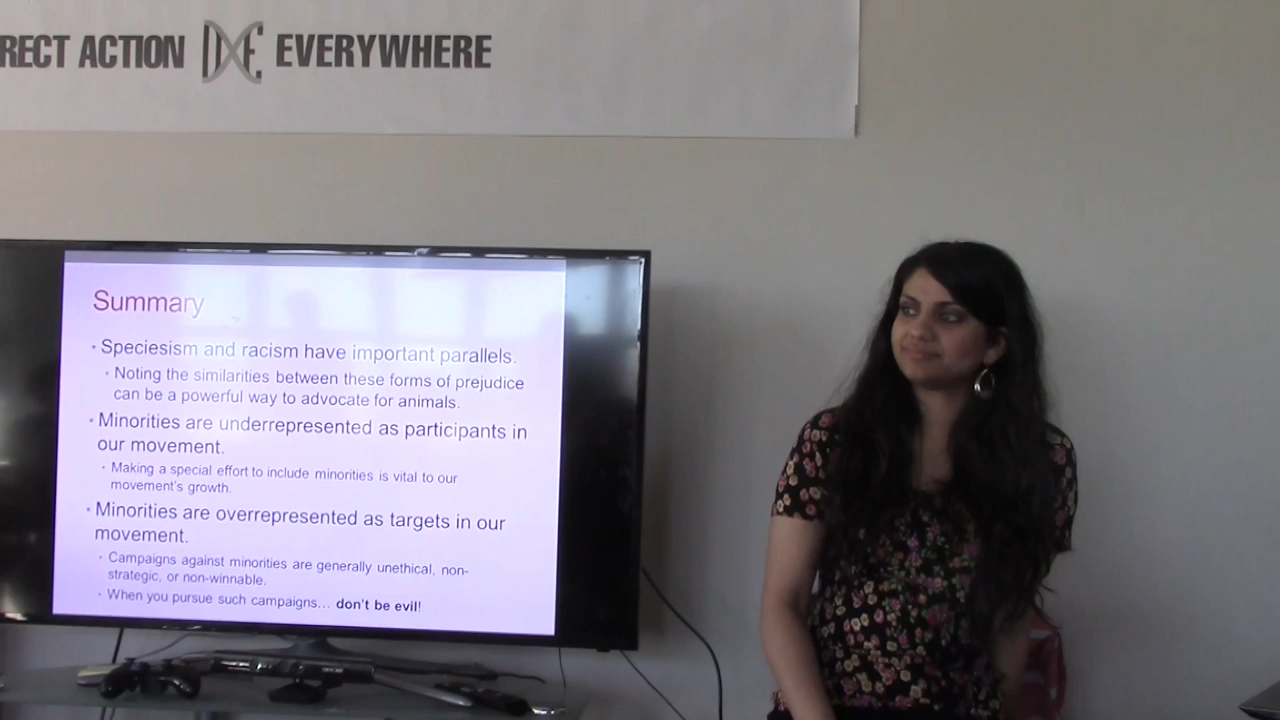 RECT ACTION DXE EVERYWHERE
Summary
• Speciesism and racism have important parallels.
• Noting the similarities between these forms of prejudice
can be a powerful way to advocate for animals.
• Minorities are underrepresented as participants in
our movement.
• Making a special effort to include minorities is vital to our
movement's growth.
• Minorities are overrepresented as targets in our
movement.
• Campaigns against minorities are generally unethical, non-
strategic, or non-winnable.
• When you pursue such campaigns... don't be evil!